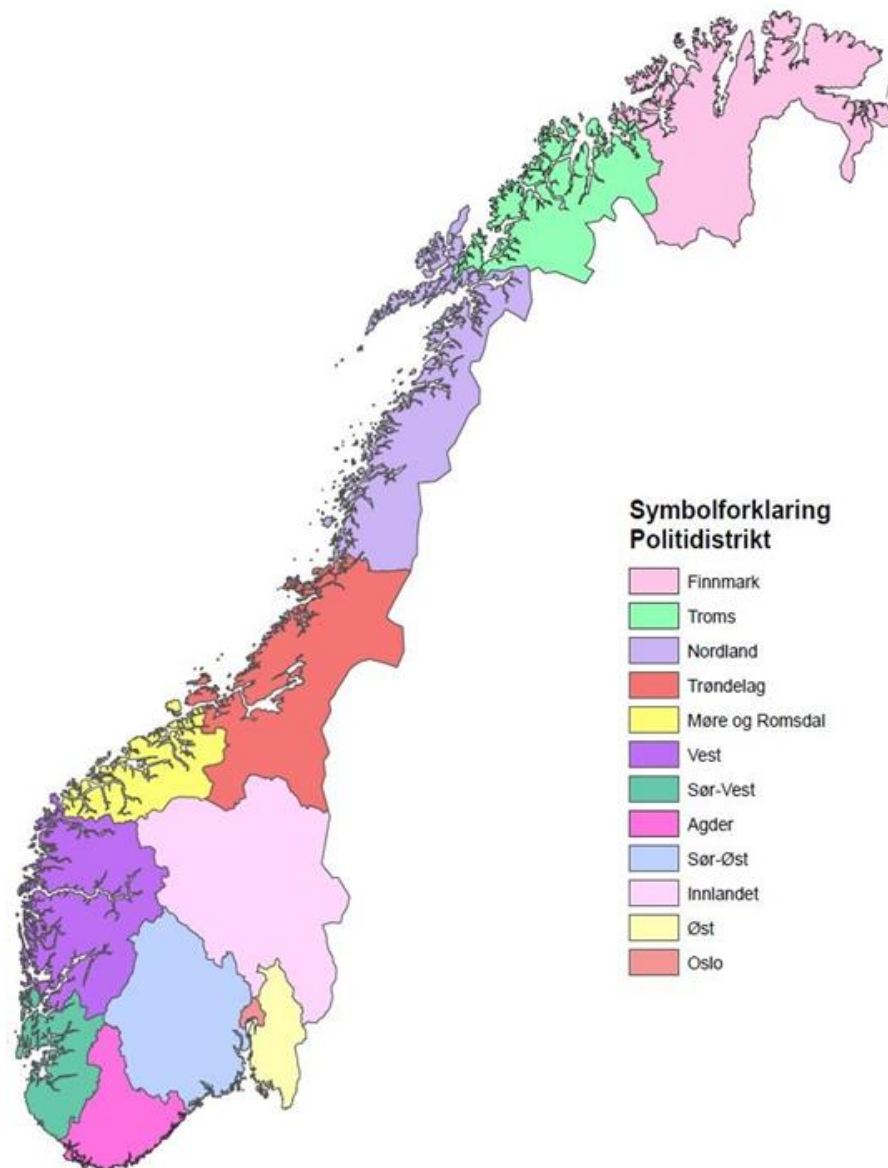 Symbolforklaring
Politidistrikt
Finnmark
Troms
Nordland
Trøndelag
Møre og Romsdal
Vest
Sør-Vest
Agder
Sør-Øst
Innlandet
Øst
Oslo